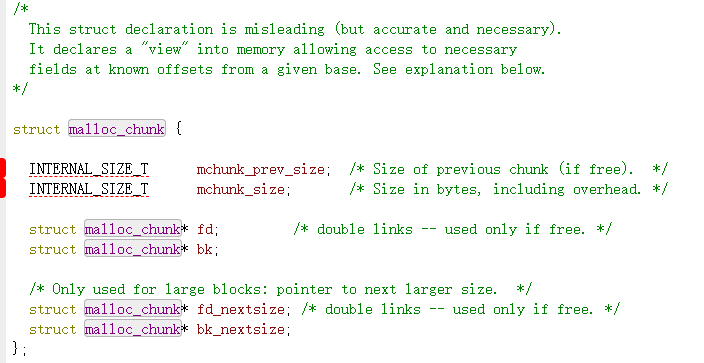 /*
This struct declaration is misleading (but accurate and necessary).
It declares a "view" into memory allowing access to necessary
fields at known offsets from a given base. See explanation below.
*/
struct malloc_chunk {
INTERNAL_SIZE_T mchunk_prev_size; /* Size of previous chunk (if free). */
INTERNAL_SIZE_T mchunk_size; /* Size in bytes, including overhead. */
struct malloc_chunk* fd; /* double links -- used only if free. */
struct malloc_chunk* bk;
/* Only used for large blocks: pointer to next larger size. */
struct malloc_chunk* fd_nextsize; /* double links -- used only if free. */
struct malloc_chunk* bk_nextsize;
};